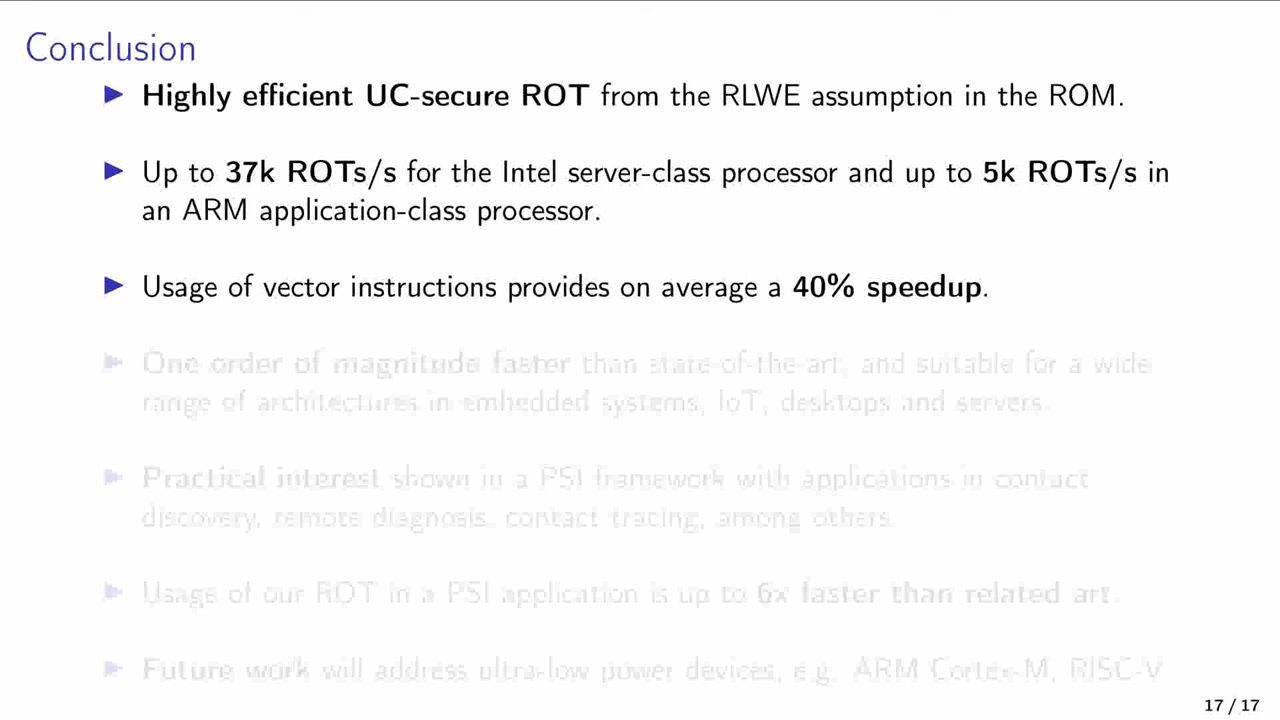 Conclusion
Highly efficient UC-secure ROT from the RLWE assumption in the ROM.
Up to 37k ROTs/s for the Intel server-class processor and up to 5k ROTs/s in
an ARM application-class processor.
Usage of vector instructions provides on average a 40% speedup.
One order of magnitude faster than state-of-the-art, and suitable for a wide
range of architectures in embedded systems, IoT, desktops and servers.
Practical interest shown in a PSI framework with applications in contact
discovery, remote diagnosis, contact tracing, among others.
Usage of our ROT in a PSI application is up to 6x faster than related art.
Future work will address ultra-low power devices, e.g. ARM Cortex-M, RISC-V
17 / 17